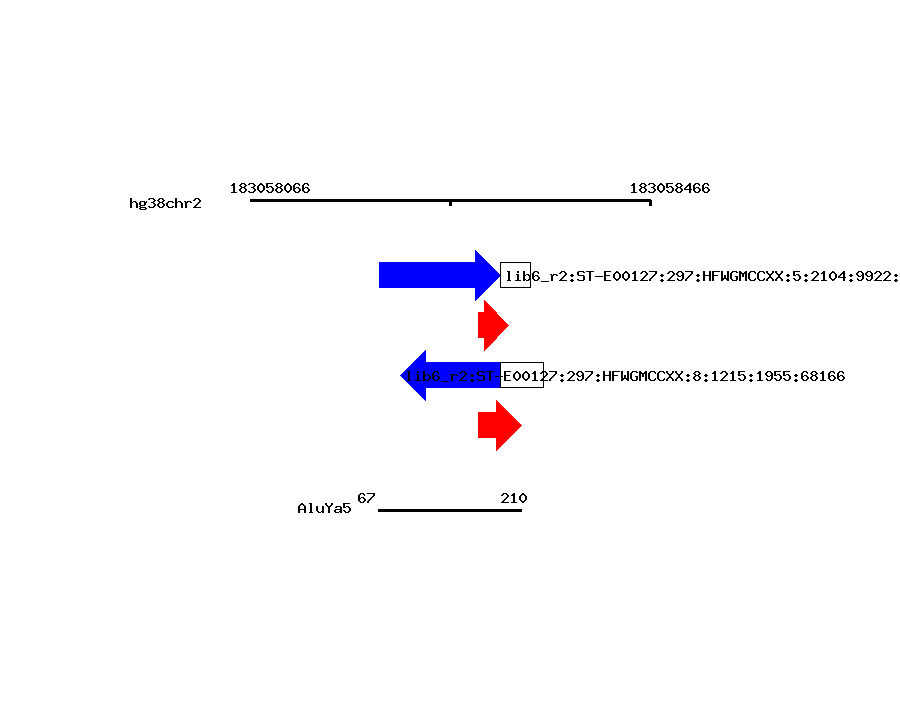 183058066 183058466
hg38chr2
lib6_r2:ST-E00127:297:HFWGMCCXX:5:2104:9922:
lib6_r2:ST-E00127:297:HFWGMCCXX:8:1215:1955:68166
67 210
AluYa5